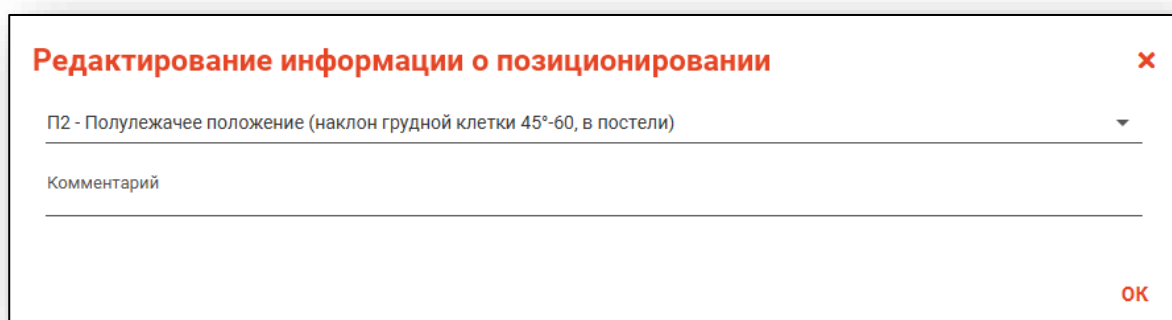 Редактирование информации о позиционировании
П2 - Полулежачее положение (наклон грудной клетки 45°-60, в постели)
Комментарий
ОК